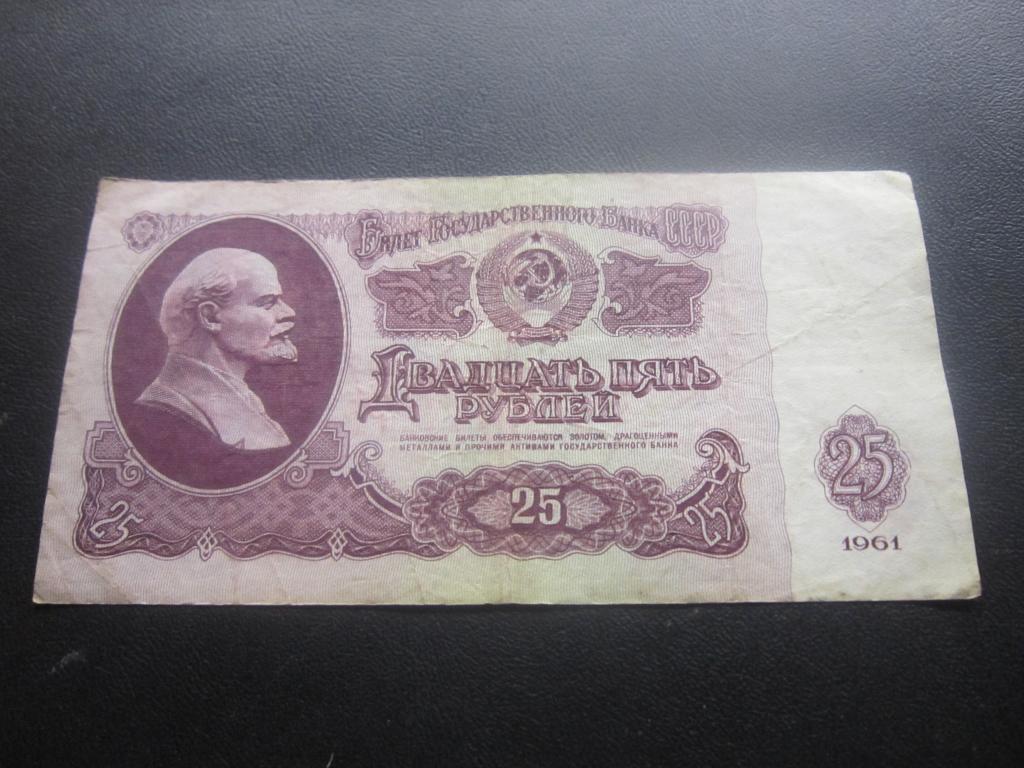 Билет Государственного Банка СССР
Двадцать пять
рублей
БАНКОВСКИЕ БИЛЕТЫ ОБЕСПЕЧИВАЮТСЯ ЗОЛОТОМ, ДРАГОЦЕННЫМИ
МЕТАЛЛАМИ И ПРОЧИМИ АКТИВАМИ ГОСУДАРСТВЕННОГО БАНКА
25
25
25
25
1961